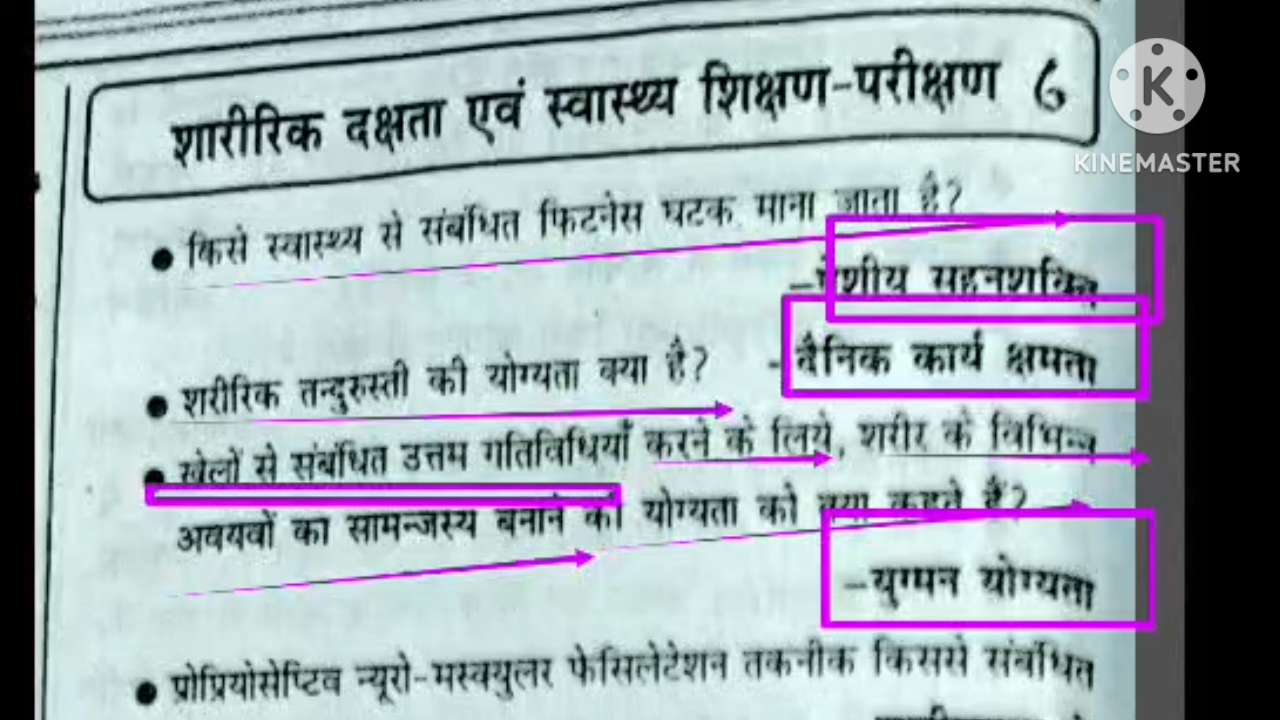 शारीरिक दक्षता एवं स्वास्थ्य शिक्षण-परीक्षण 6
K
KINEMASTER
● किसे स्वास्थ्य से संबंधित फिटनेस घटक माना जाता है?
–पेशीय सहनशक्ति
● शरीरिक तन्दुरुस्ती की योग्यता क्या है? -दैनिक कार्य क्षमता
● खेलों से संबंधित उत्तम गतिविधियाँ करने के लिये, शरीर के विभिन्न
अवयवों का सामन्जस्य बनाने की योग्यता को क्या कहते हैं?
–युग्मन योग्यता
● प्रोप्रियोसेप्टिव न्यूरो-मस्क्युलर फेसिलेटेशन तकनीक किससे संबंधित